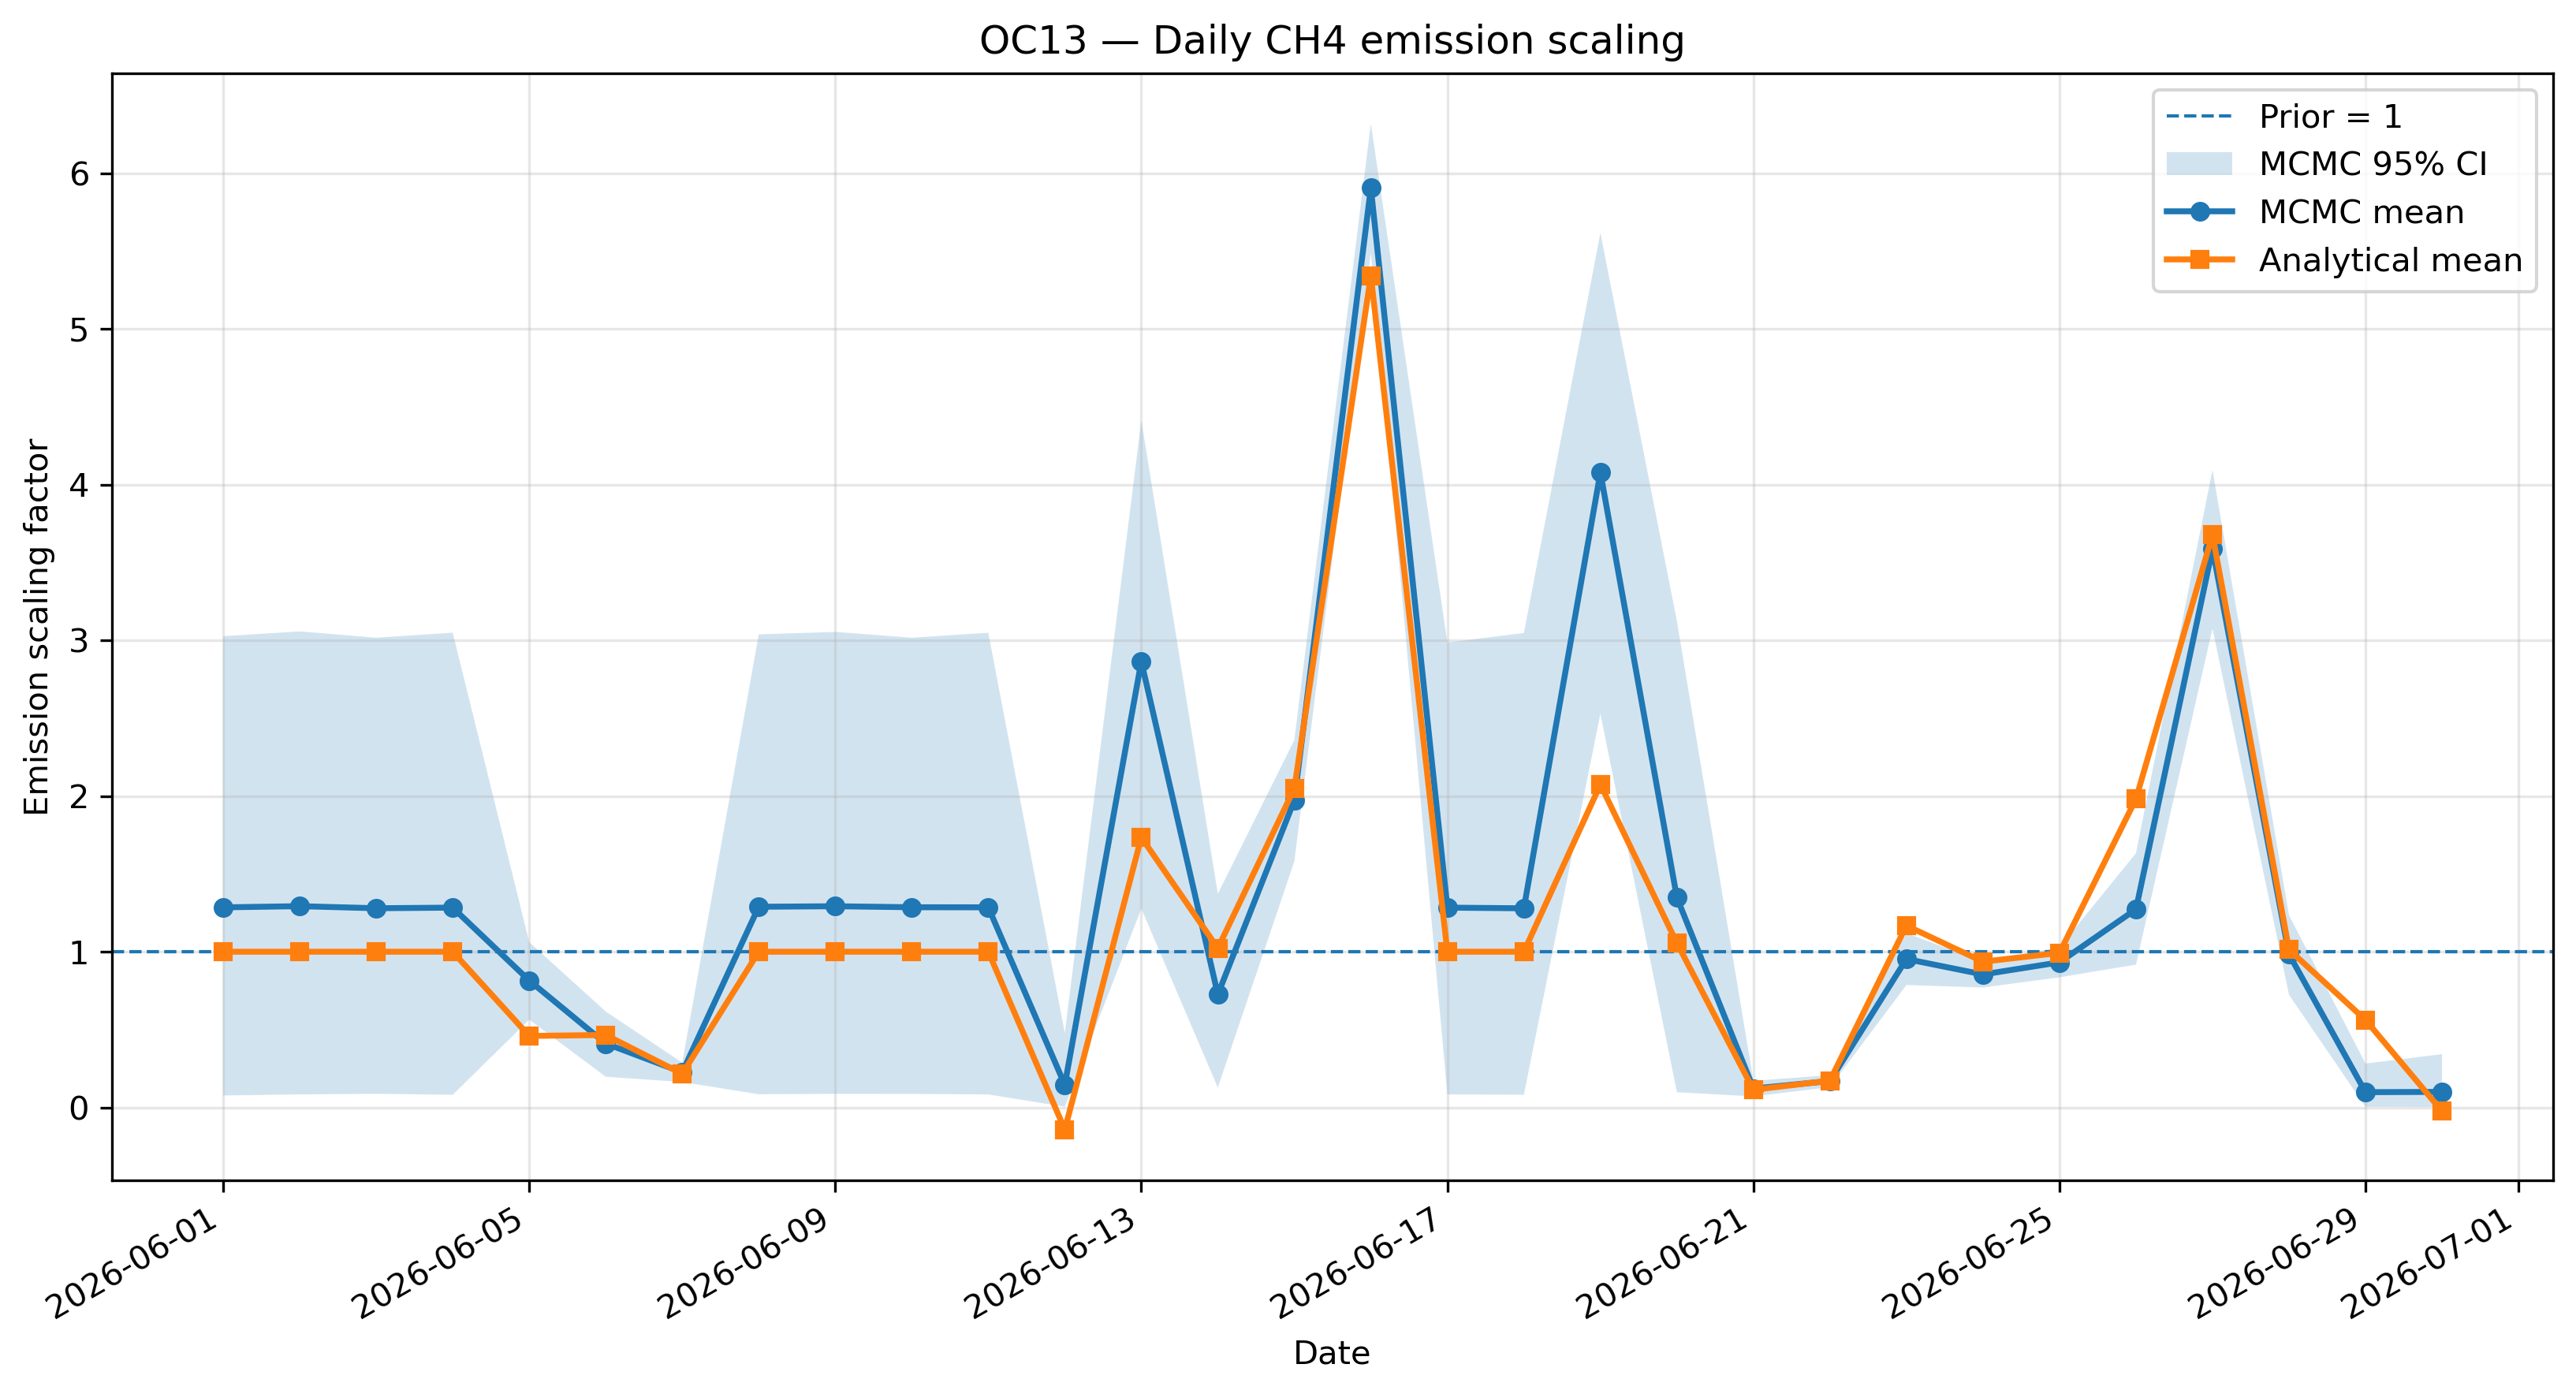 OC13 — Daily CH4 emission scaling
Prior = 1
MCMC 95% CI
MCMC mean
Analytical mean
Emission scaling factor
6
5
4
3
2
1
0
2026-06-01
2026-06-05
2026-06-09
2026-06-13
2026-06-17
2026-06-21
2026-06-25
2026-06-29
2026-07-01
Date